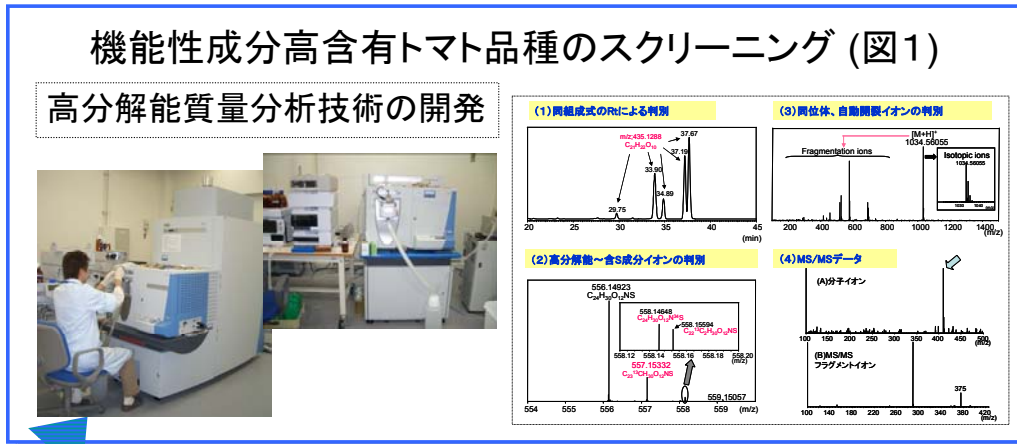 機能性成分高含有トマト品種のスクリーニング (図1)
高分解能質量分析技術の開発
(1)同組成式のRtによる判別
m/z;435.1288
C21H22O10
29.75
33.90
34.89
37.19
37.67
20 25 30 35 40 45
(min)
(2)高分解能～含S成分イオンの判別
556.14923
C24H30O12NS
558.14648
C24H30O12N34S
558.15594
C22 13C2H30O12NS
558.12 558.14 558.16 558.18 558.20
(m/z)
557.15332
C23 13CH30O12NS
559.15057
554 555 556 557 558 559 (m/z)
(3)同位体、自動開裂イオンの判別
[M+H]+
1034.56055
Fragmentation ions
Isotopic ions
1034.56055
200 400 600 800 1000 1200 1400
(m/z)
(4)MS/MSデータ
(A)分子イオン
100 150 200 250 300 350 400 450 500
(m/z)
(B)MS/MS
フラグメントイオン
375
100 140 180 220 260 300 340 380 420
(m/z)